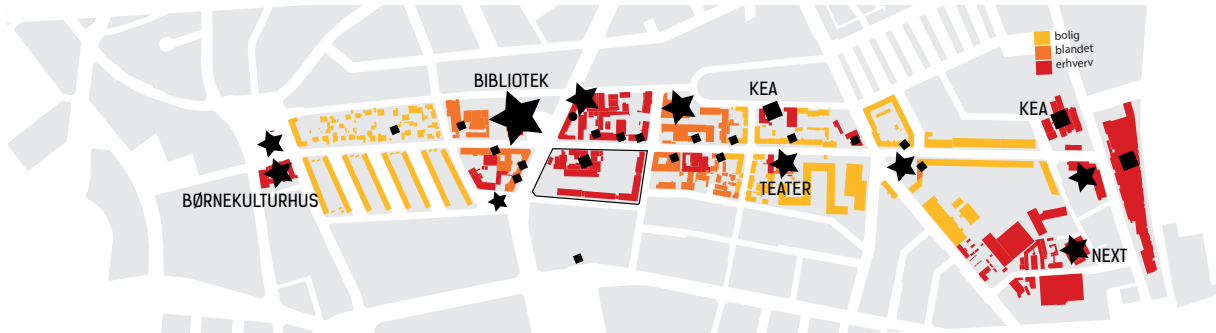 bolig
blandet
erhverv
BIBLIOTEK
KEA
KEA
BØRNEKULTURHUS
TEATER
NEXT